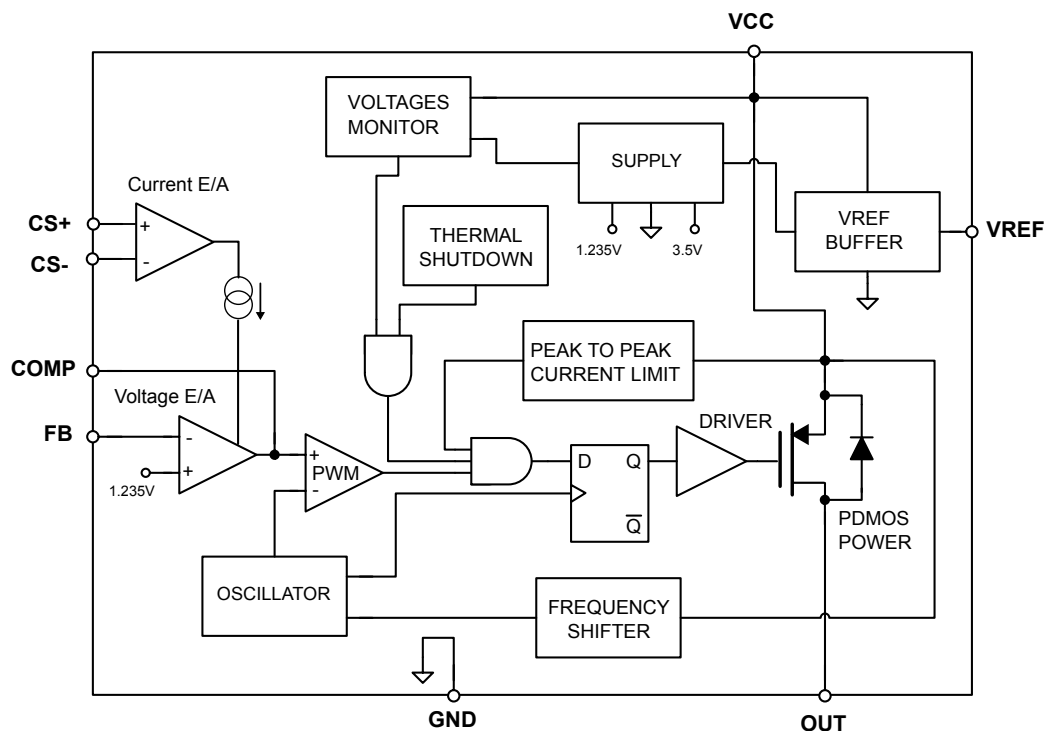 VCC
VOLTAGES
MONITOR
SUPPLY
1.235V
3.5V
VREF
BUFFER
VREF
Current E/A
CS+
+
CS-
-
THERMAL
SHUTDOWN
PEAK TO PEAK
CURRENT LIMIT
COMP
Voltage E/A
FB
-
+
1.235V
+
PWM
-
D Q
Q̅
DRIVER
PDMOS
POWER
OSCILLATOR
FREQUENCY
SHIFTER
GND
OUT